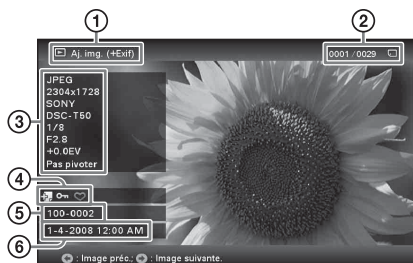 1
2
Aj. img. (+Exif)
0001/0029
3
JPEG
2304x1728
SONY
DSC-T50
1/8
F2.8
+0.0EV
Pas pivoter
4
5
100-0002
6
1-4-2008 12:00 AM
: Image préc.; : Image suivante.